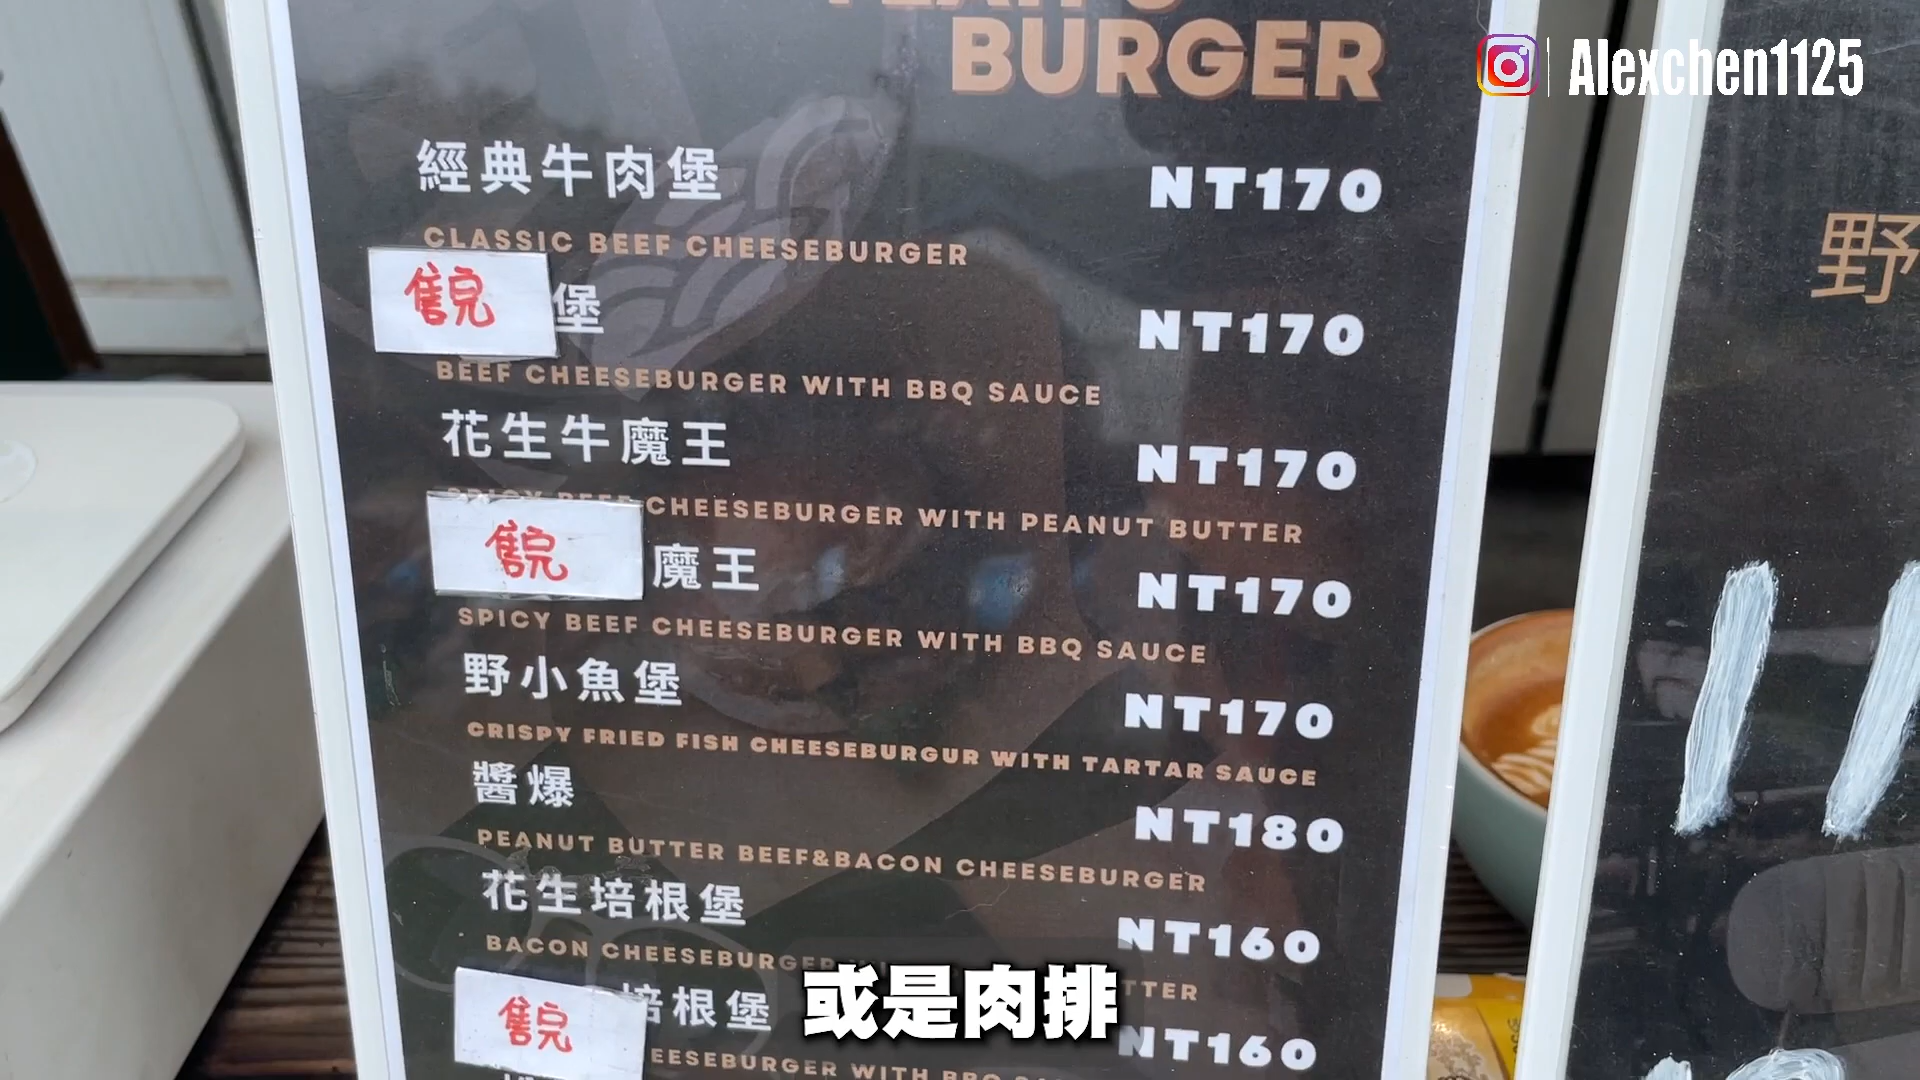 BURGER
Alexchen1125
經典牛肉堡 NT170
CLASSIC BEEF CHEESEBURGER
售完 堡 NT170
BEEF CHEESEBURGER WITH BBQ SAUCE
花生牛魔王 NT170
SPICY BEEF CHEESEBURGER WITH PEANUT BUTTER
售完 魔王 NT170
SPICY BEEF CHEESEBURGER WITH BBQ SAUCE
野小魚堡 NT170
CRISPY FRIED FISH CHEESEBURGUR WITH TARTAR SAUCE
醬爆 NT180
PEANUT BUTTER BEEF&BACON CHEESEBURGER
花生培根堡 NT160
BACON CHEESEBURGER
售完 培根堡 NT160
WITH BBQ
或是肉排
野